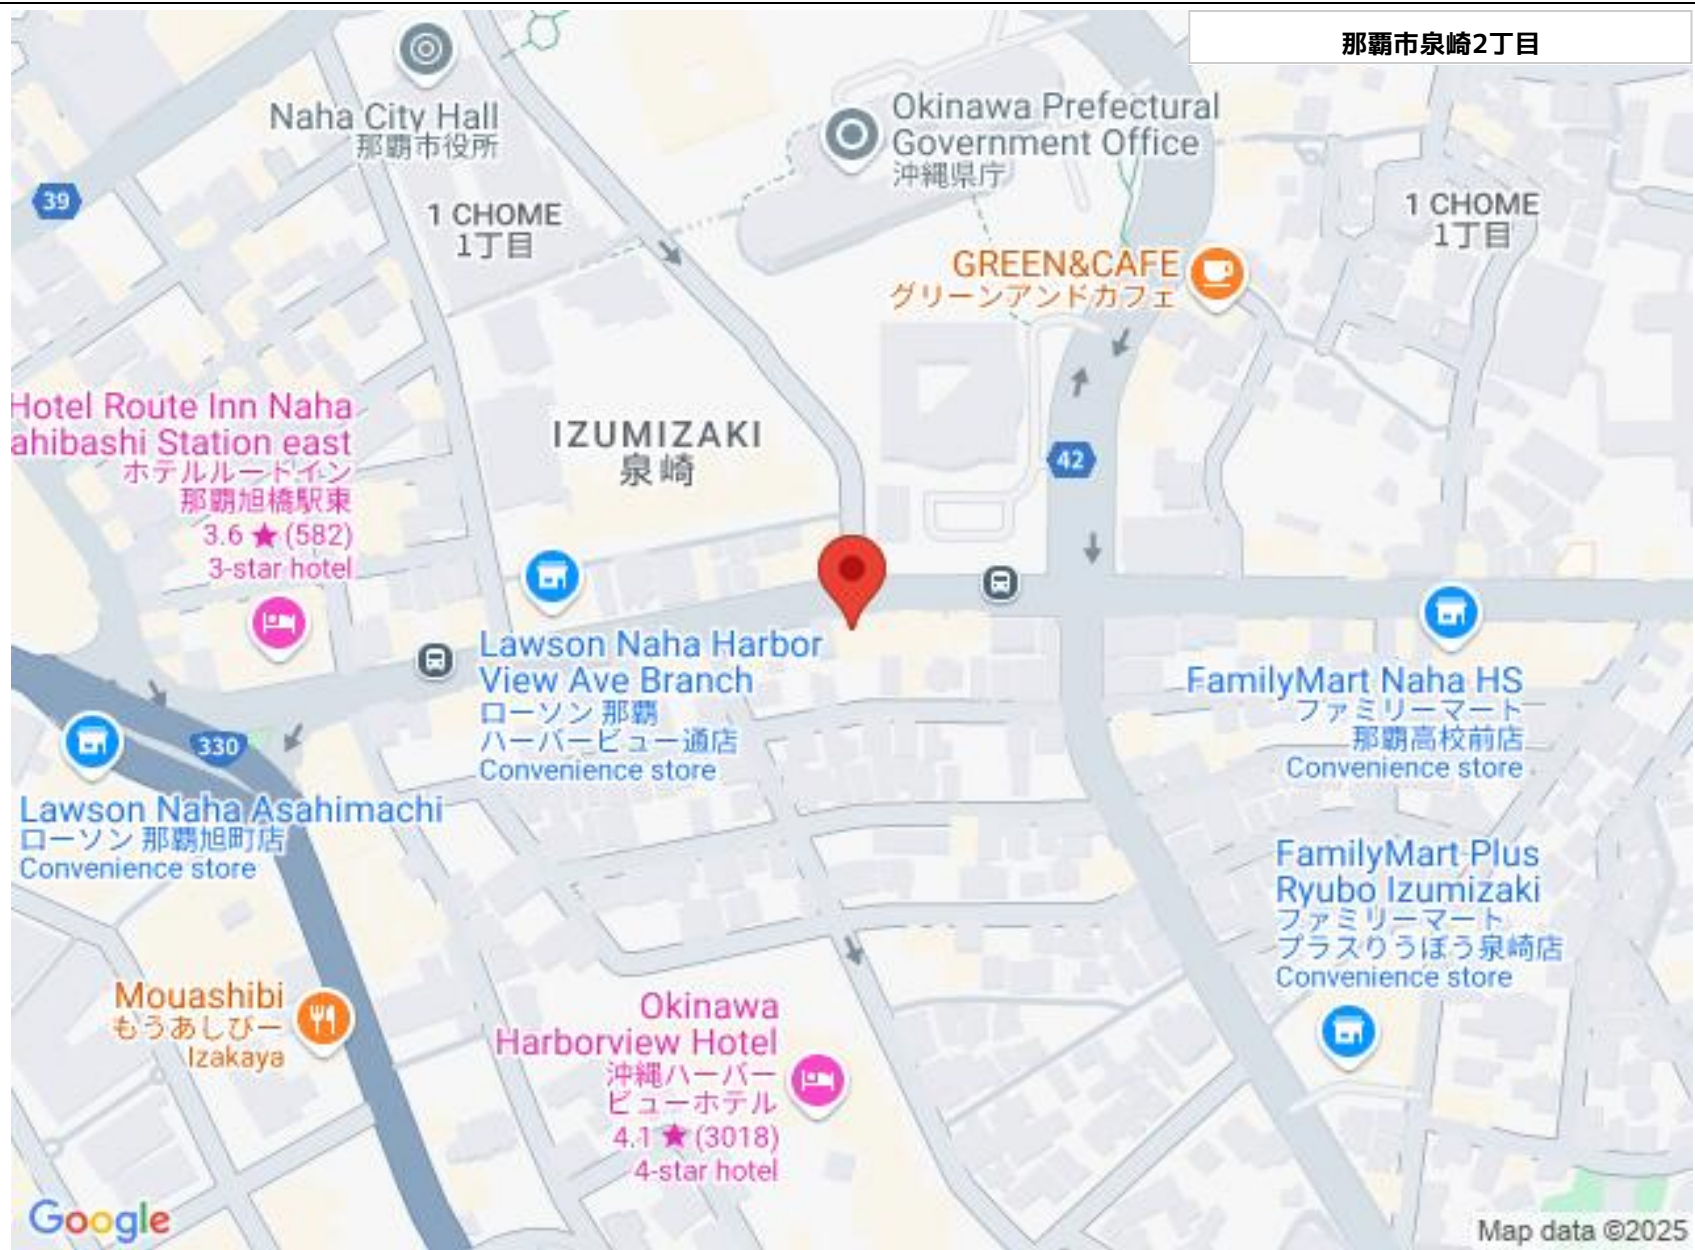 那覇市泉崎2丁目
Naha City Hall
那覇市役所
Okinawa Prefectural
Government Office
沖縄県庁
39
1 CHOME
1丁目
1 CHOME
1丁目
GREEN&CAFE
グリーンアンドカフェ
Hotel Route Inn Naha
ahibashi Station east
ホテルルートイン
那覇旭橋駅東
3.6 ★ (582)
3-star hotel
IZUMIZAKI
泉崎
42
Lawson Naha Harbor
View Ave Branch
ローソン 那覇
ハーバービュー通店
Convenience store
FamilyMart Naha HS
ファミリーマート
那覇高校前店
Convenience store
330
Lawson Naha Asahimachi
ローソン 那覇旭町店
Convenience store
FamilyMart Plus
Ryubo Izumizaki
ファミリーマート
プラスりうぼう泉崎店
Convenience store
Mouashibi
もうあしびー
Izakaya
Okinawa
Harborview Hotel
沖縄ハーバー
ビューホテル
4.1 ★ (3018)
4-star hotel
Google
Map data ©2025